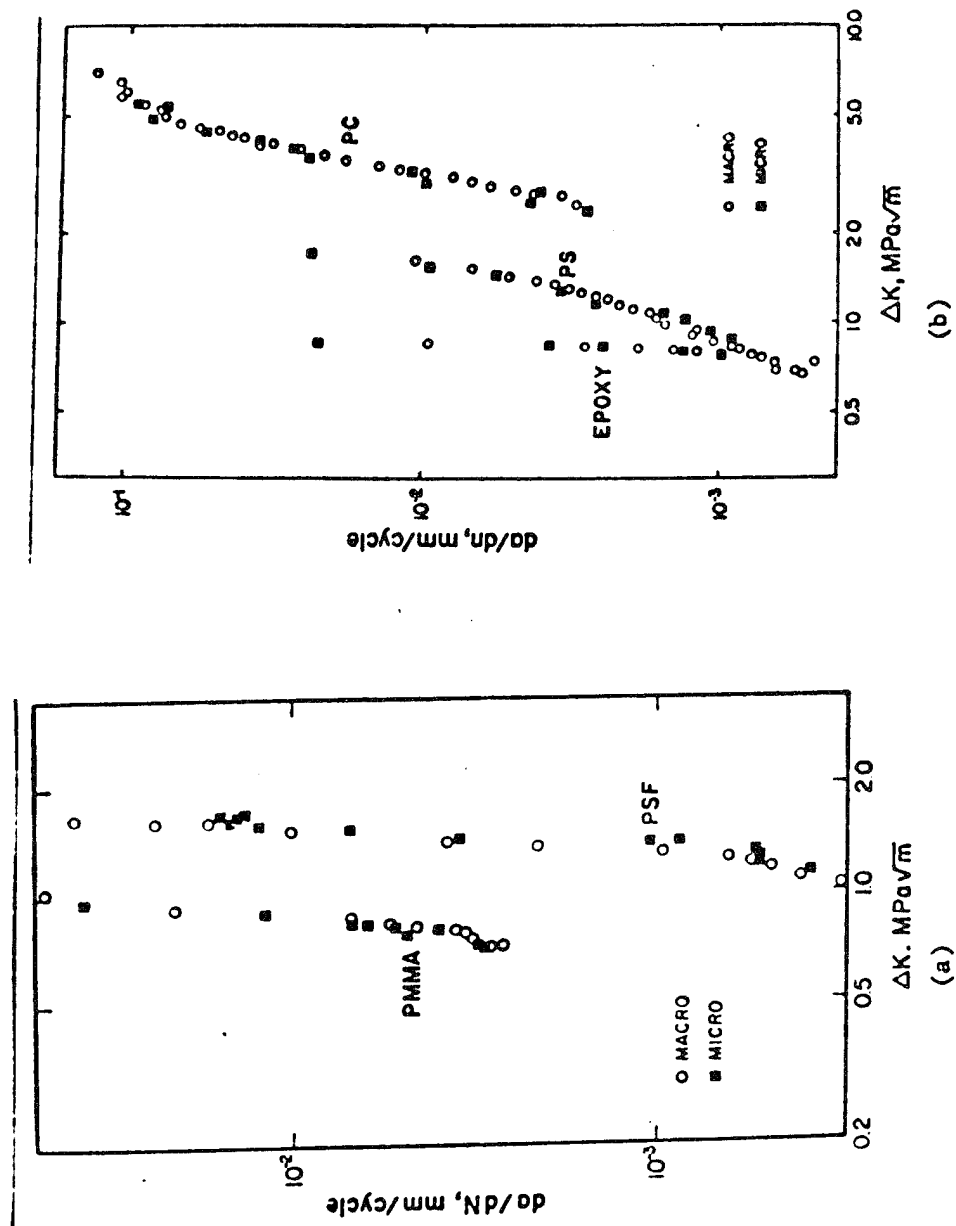 10⁻²
10⁻³
da/dN, mm/cycle
PMMA
PSF
○ MACRO
■ MICRO
0.2
0.5
1.0
2.0
ΔK. MPa√m
(a)
10⁻¹
10⁻²
10⁻³
da/dn, mm/cycle
PC
PS
EPOXY
○ MACRO
■ MICRO
0.5
1.0
2.0
5.0
10.0
ΔK, MPa√m
(b)